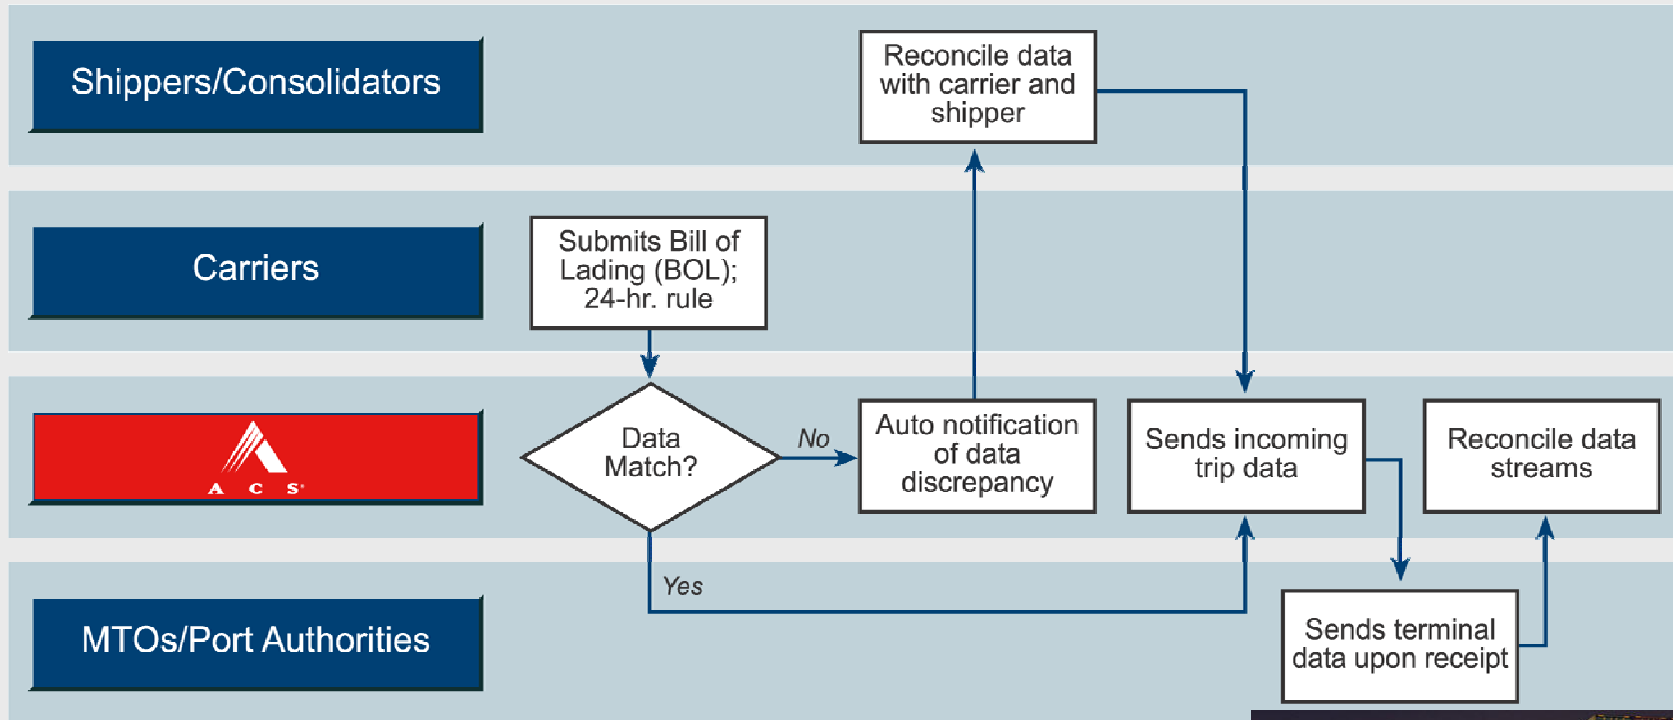 Shippers/Consolidators
Reconcile data
with carrier and
shipper
Carriers
Submits Bill of
Lading (BOL);
24-hr. rule
A C S
Data
Match?
No
Auto notification
of data
discrepancy
Sends incoming
trip data
Reconcile data
streams
Yes
MTOs/Port Authorities
Sends terminal
data upon receipt